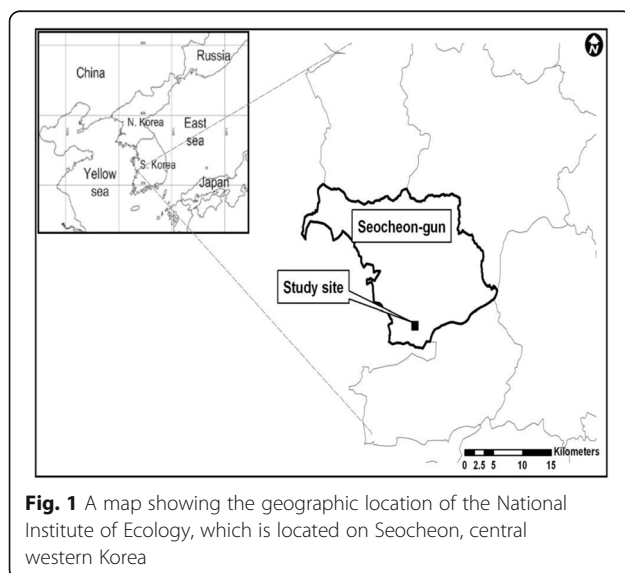 China
Russia
N. Korea
East
sea
S. Korea
Yellow
sea
Japan
N
Seocheon-gun
Study site
Kilometers
0 2.5 5 10 15
Fig. 1 A map showing the geographic location of the National
Institute of Ecology, which is located on Seocheon, central
western Korea